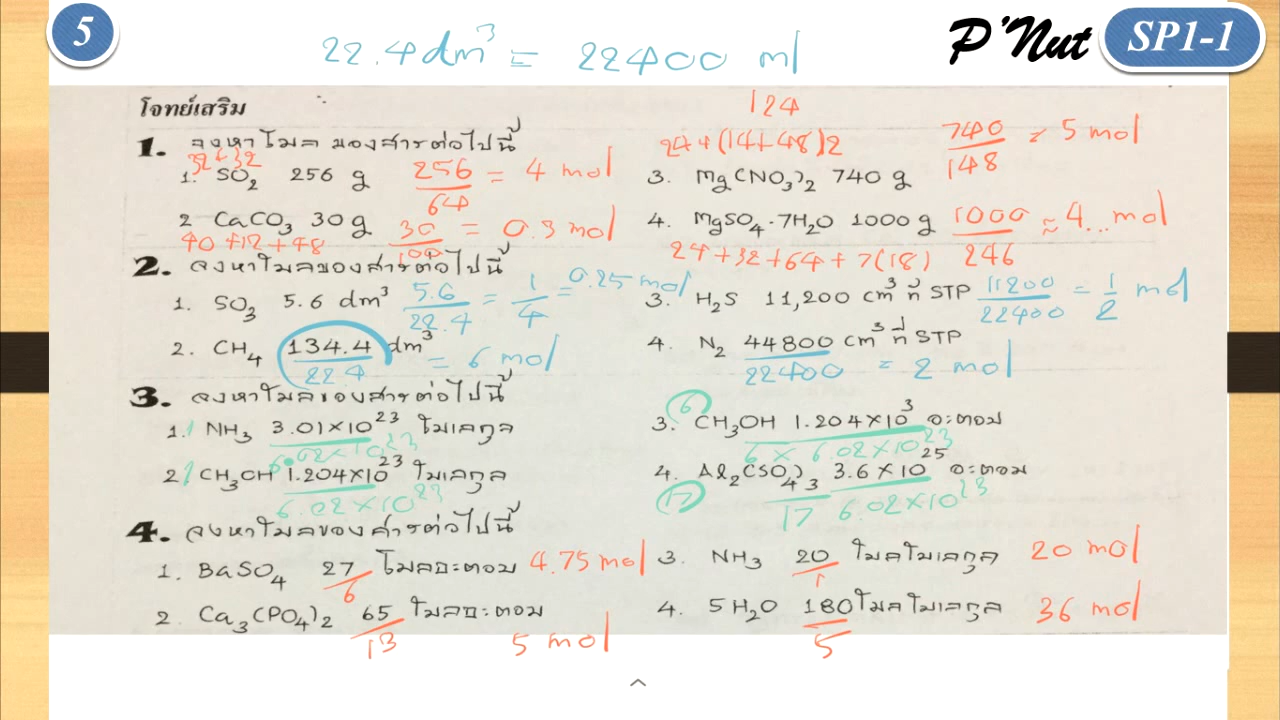 5
22.4 dm³ = 22400 ml
P'Nut
SP1-1
โจทย์เสริม
1. จงหาโมล ของสารต่อไปนี้
32+32
1. SO₂ 256 g 256/64 = 4 mol
2 CaCO₃ 30 g 30/100 = 0.3 mol
40+12+48
124
24+(14+48)2
3. Mg(NO₃)₂ 740 g 740/148 = 5 mol
4. MgSO₄·7H₂O 1000 g 1000/246 ≈ 4... mol
24+32+64+7(18)
2. จงหาโมลของสารต่อไปนี้
1. SO₃ 5.6 dm³ 5.6/22.4 = 1/4 = 0.25 mol
2. CH₄ 134.4 dm³
22.4 = 6 mol
3. H₂S 11,200 cm³ ที่ STP 11200/22400 = 1/2 mol
4. N₂ 44800 cm³ ที่ STP
22400 = 2 mol
3. จงหาโมลของสารต่อไปนี้
1. 1 NH₃ 3.01×10²³ โมเลกุล
6.02×10²³
2. 1 CH₃OH 1.204×10²³ โมเลกุล
6.02×10²³
6
3. CH₃OH 1.204×10³ อะตอม
6 × 6.02×10²³
4. Al₂(SO₄)₃ 3.6×10²⁵ อะตอม
17
17 6.02×10²³
4. จงหาโมลของสารต่อไปนี้
1. BaSO₄ 27 โมลอะตอม 4.75 mol
6
2. Ca₃(PO₄)₂ 65 โมลอะตอม
13 5 mol
3. NH₃ 20 โมลโมเลกุล 20 mol
1
4. 5H₂O 180 โมลโมเลกุล 36 mol
5